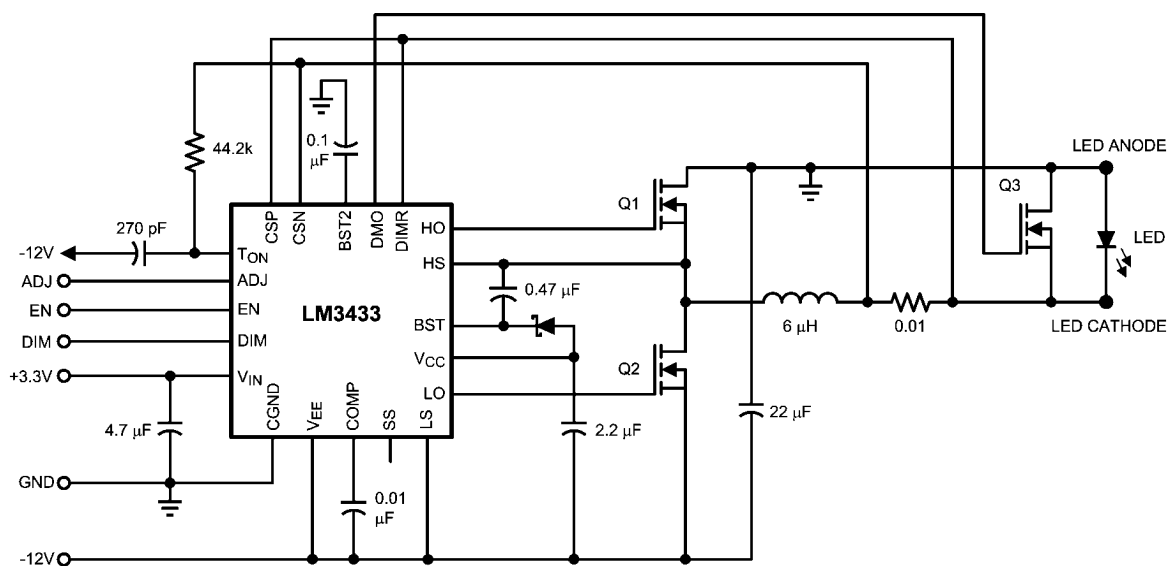 44.2k
0.1
μF
LED ANODE
Q3
Q1
270 pF
CSP
CSN
BST2
DMO
DIMR
HO
-12V
TON
LED
ADJ
ADJ
HS
0.47 μF
EN
EN
LM3433
BST
6 μH
0.01
LED CATHODE
DIM
DIM
VCC
+3.3V
VIN
Q2
LO
CGND
VEE
COMP
SS
LS
22 μF
4.7 μF
2.2 μF
GND
0.01
μF
-12V